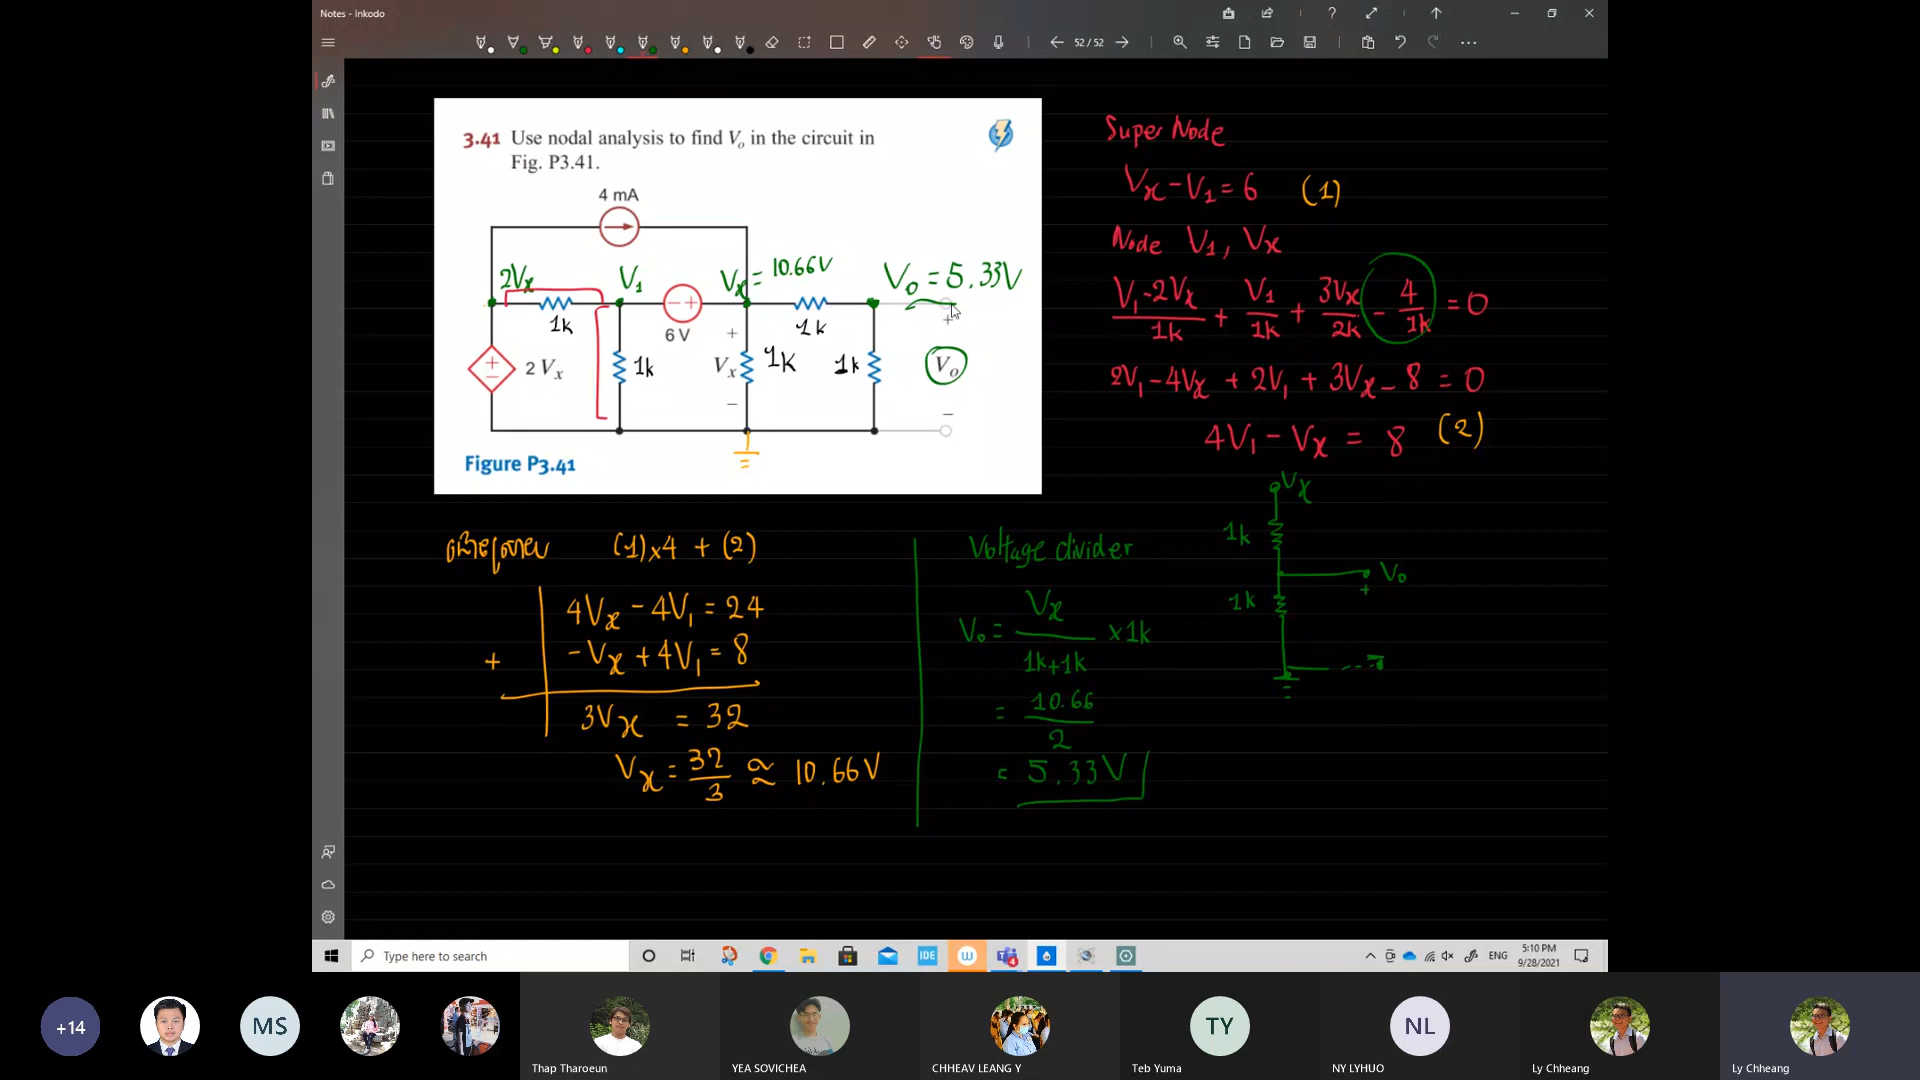 Notes - Inkodo
52 / 52
3.41 Use nodal analysis to find Vo in the circuit in
Fig. P3.41.
4 mA
2Vx
V1
Vx = 10.66V
Vo = 5.33V
1k
6 V
1k
+
+
2 Vx
1k
Vx
1k
1k
Vo
−
−
Figure P3.41
Super Node
Vx - V1 = 6 (1)
Node V1, Vx
V1 - 2Vx / 1k + V1 / 1k + 3Vx / 2k - 4 / 1k = 0
2V1 - 4Vx + 2V1 + 3Vx - 8 = 0
4V1 - Vx = 8 (2)
(1)x4 + (2)
4Vx - 4V1 = 24
+ -Vx + 4V1 = 8
3Vx = 32
Vx = 32 / 3 ≈ 10.66V
Voltage divider
Vo = Vx / 1k+1k x 1k
= 10.66 / 2
= 5.33V
Vx
1k
Vo
+
1k
Type here to search
IDE
ENG
5:10 PM
9/28/2021
+14
MS
TY
NL
Thap Tharoeun
YEA SOVICHEA
CHHEAV LEANG Y
Teb Yuma
NY LYHUO
Ly Chheang
Ly Chheang